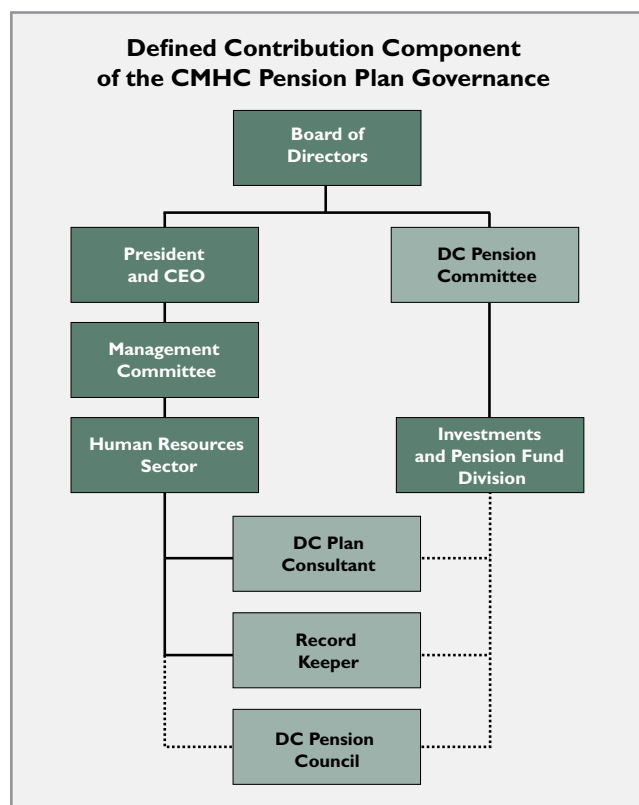 Defined Contribution Component
of the CMHC Pension Plan Governance
Board of
Directors
President
and CEO
DC Pension
Committee
Management
Committee
Human Resources
Sector
Investments
and Pension Fund
Division
DC Plan
Consultant
Record
Keeper
DC Pension
Council